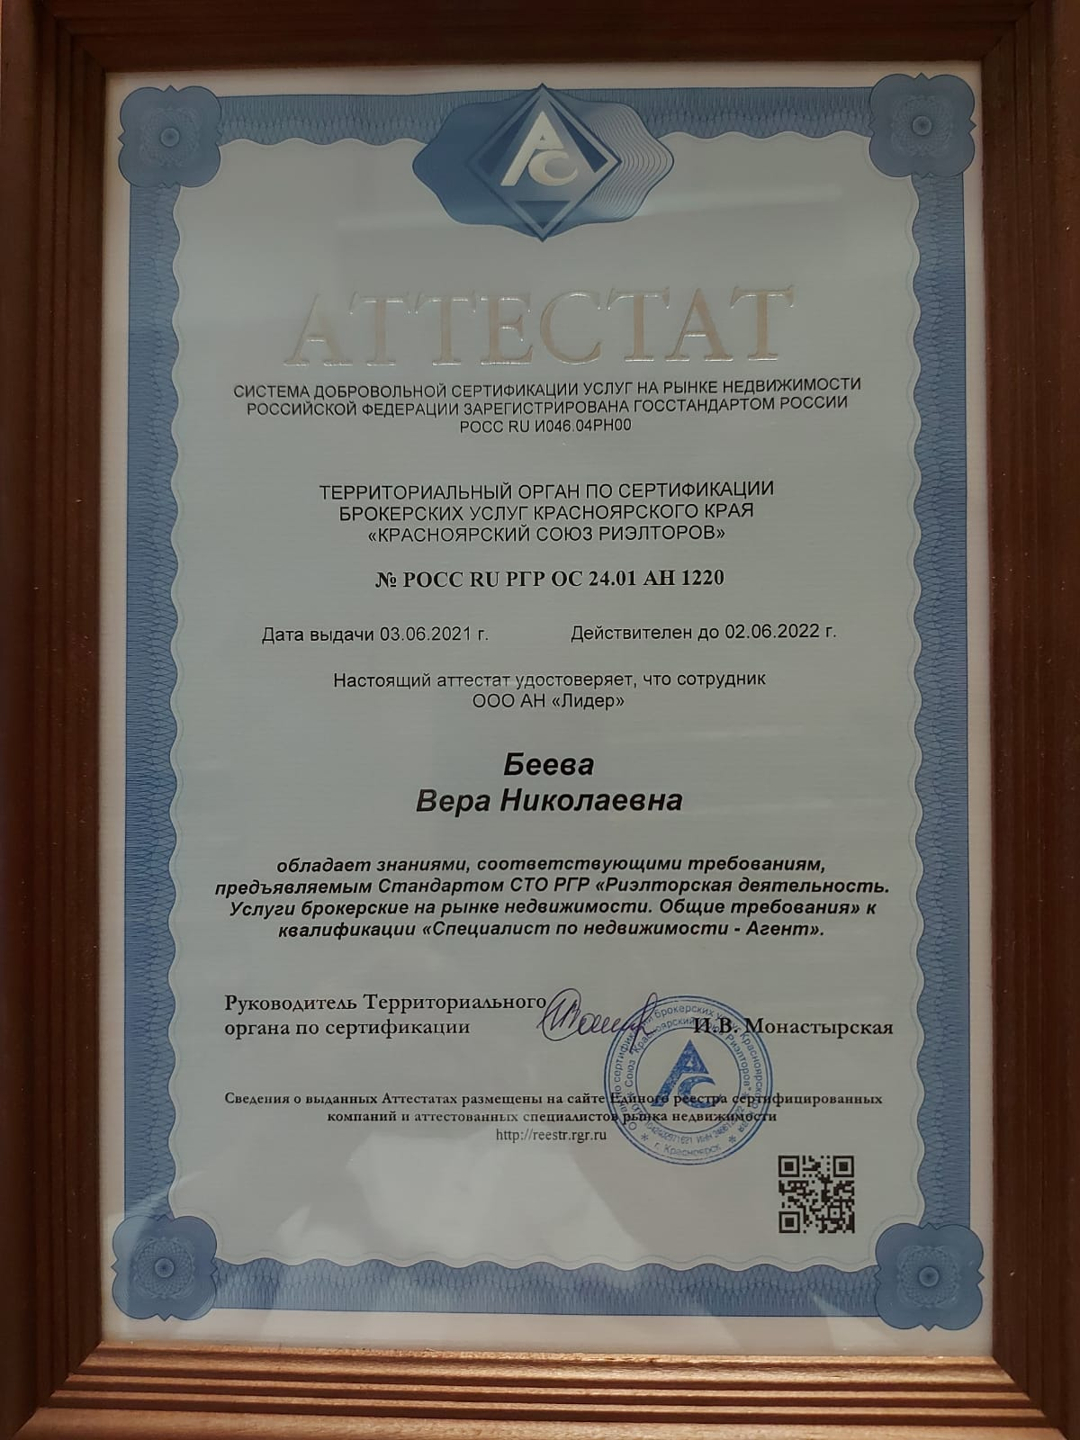 АС
АТТЕСТАТ
СИСТЕМА ДОБРОВОЛЬНОЙ СЕРТИФИКАЦИИ УСЛУГ НА РЫНКЕ НЕДВИЖИМОСТИ
РОССИЙСКОЙ ФЕДЕРАЦИИ ЗАРЕГИСТРИРОВАНА ГОССТАНДАРТОМ РОССИИ
РОСС RU И046.04РН00
ТЕРРИТОРИАЛЬНЫЙ ОРГАН ПО СЕРТИФИКАЦИИ
БРОКЕРСКИХ УСЛУГ КРАСНОЯРСКОГО КРАЯ
«КРАСНОЯРСКИЙ СОЮЗ РИЭЛТОРОВ»
№ РОСС RU РГР ОС 24.01 АН 1220
Дата выдачи 03.06.2021 г. Действителен до 02.06.2022 г.
Настоящий аттестат удостоверяет, что сотрудник
ООО АН «Лидер»
Беева
Вера Николаевна
обладает знаниями, соответствующими требованиям,
предъявляемым Стандартом СТО РГР «Риэлторская деятельность.
Услуги брокерские на рынке недвижимости. Общие требования» к
квалификации «Специалист по недвижимости - Агент».
Руководитель Территориального
органа по сертификации И.В. Монастырская
Сведения о выданных Аттестатах размещены на сайте Единого реестра сертифицированных
компаний и аттестованных специалистов рынка недвижимости
http://reestr.rgr.ru
АС
г. Красноярск